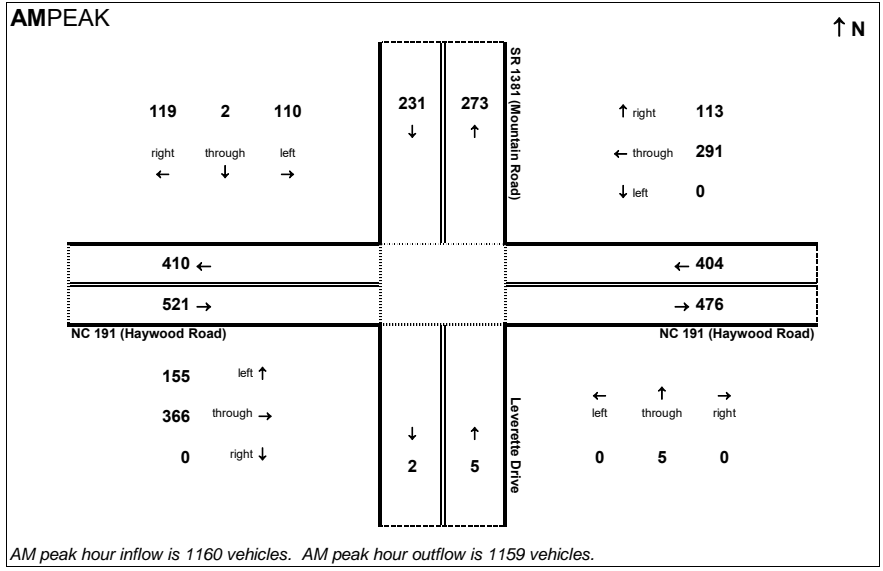 AMPEAK
↑ N
SR 1381 (Mountain Road)
119 2 110
right through left
← ↓ →
231 273
↓ ↑
↑ right 113
← through 291
↓ left 0
410 ←
521 →
← 404
→ 476
NC 191 (Haywood Road)
NC 191 (Haywood Road)
155 left ↑
366 through →
0 right ↓
↓ ↑
2 5
Leverette Drive
← ↑ →
left through right
0 5 0
AM peak hour inflow is 1160 vehicles. AM peak hour outflow is 1159 vehicles.